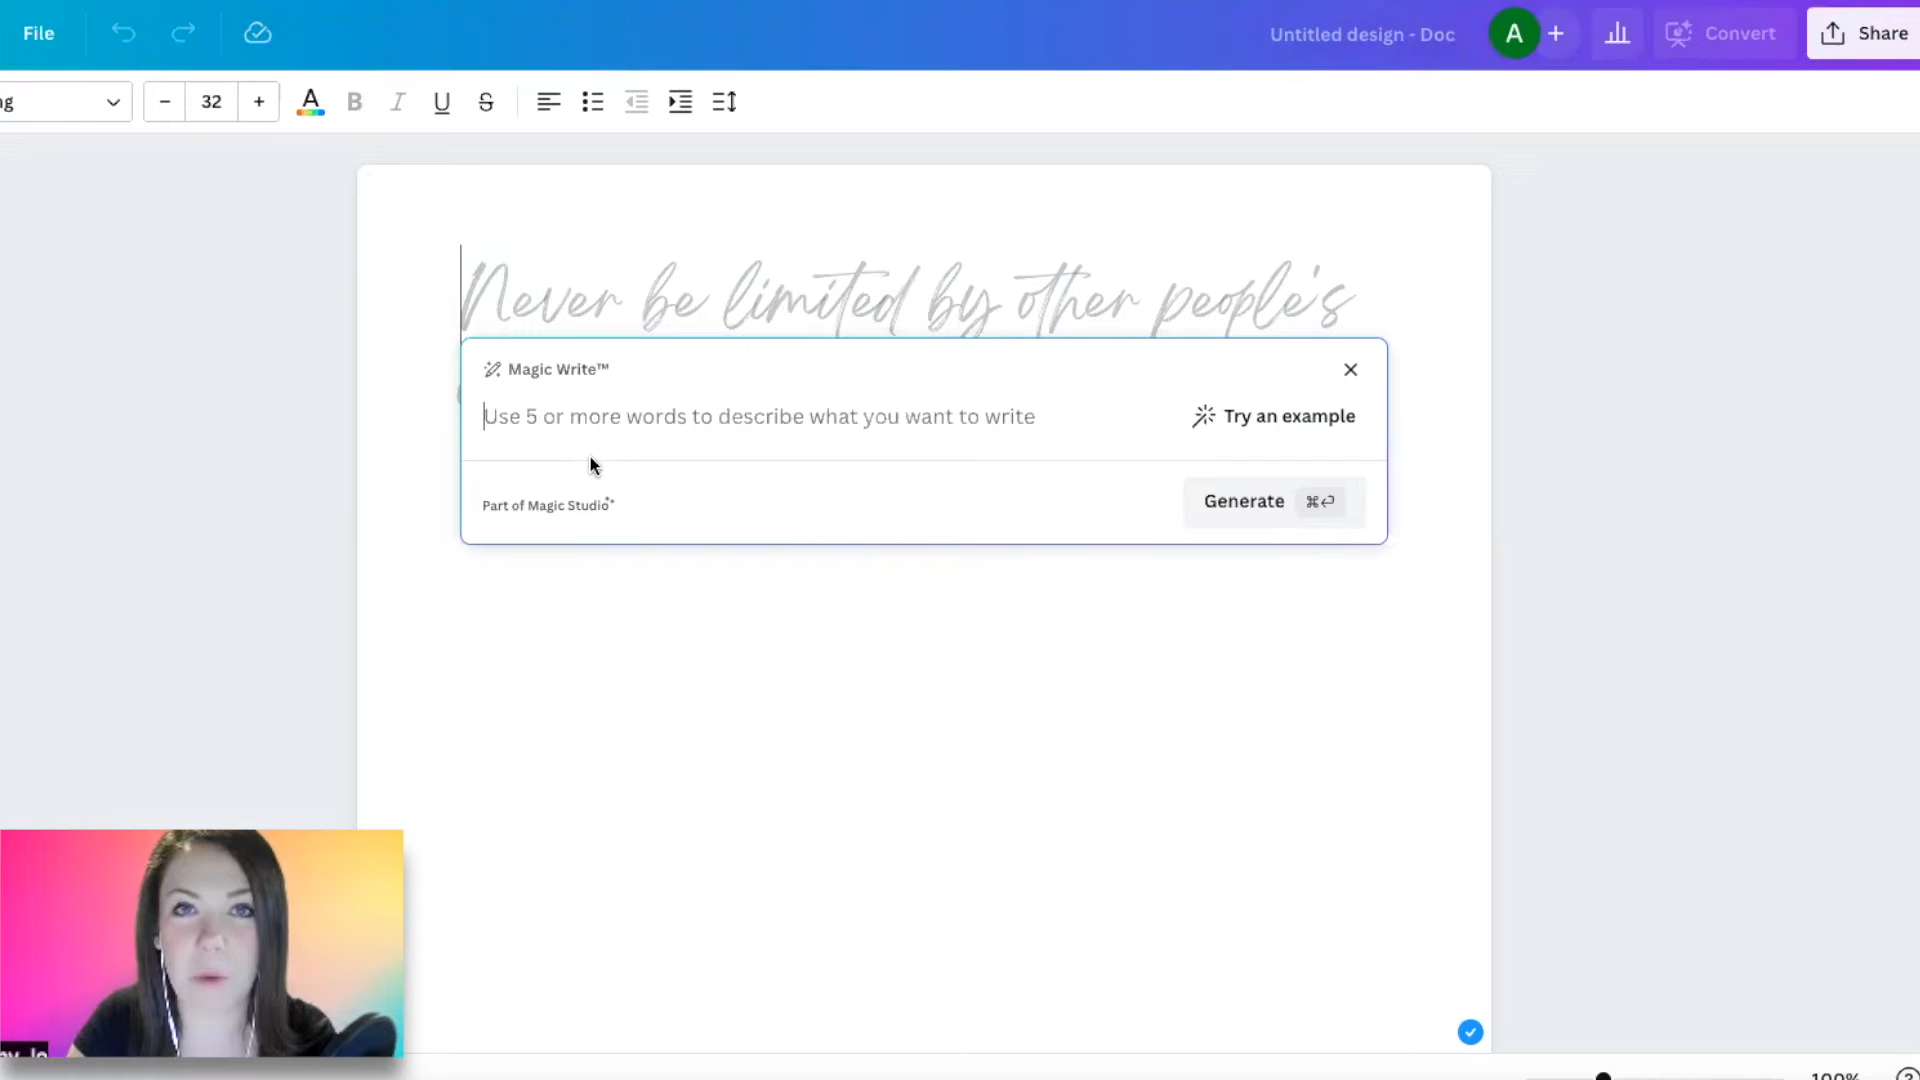 File
Untitled design - Doc
A
Convert
Share
32
A
B
I
U
S
Never be limited by other people's
Magic Write™
Use 5 or more words to describe what you want to write
Try an example
Part of Magic Studio
Generate ⌘⏎
100%
?